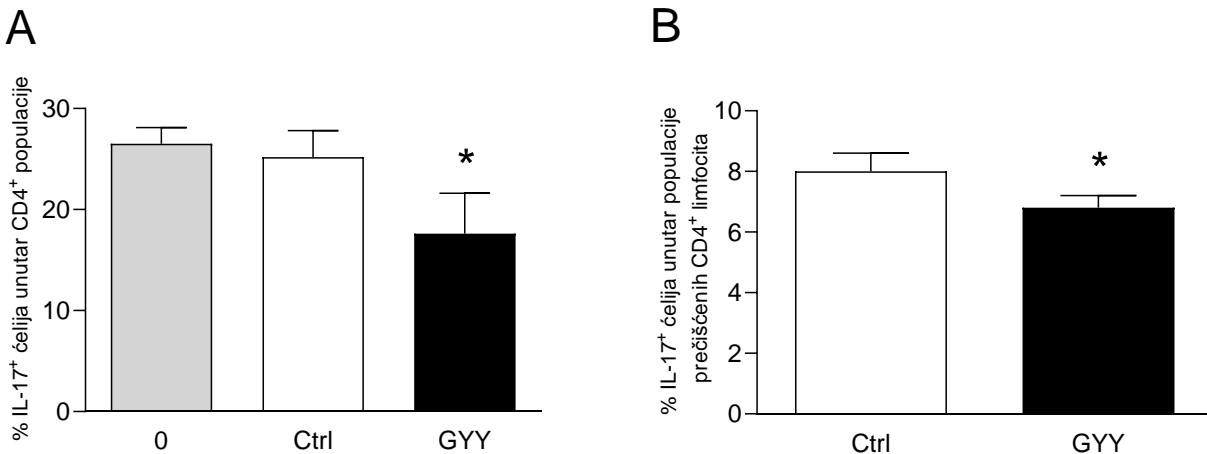 A
% IL-17⁺ ćelija unutar CD4⁺ populacije
30
20
10
0
*
0
Ctrl
GYY
B
% IL-17⁺ ćelija unutar populacije
prečišćenih CD4⁺ limfocita
10
8
6
4
2
0
*
Ctrl
GYY